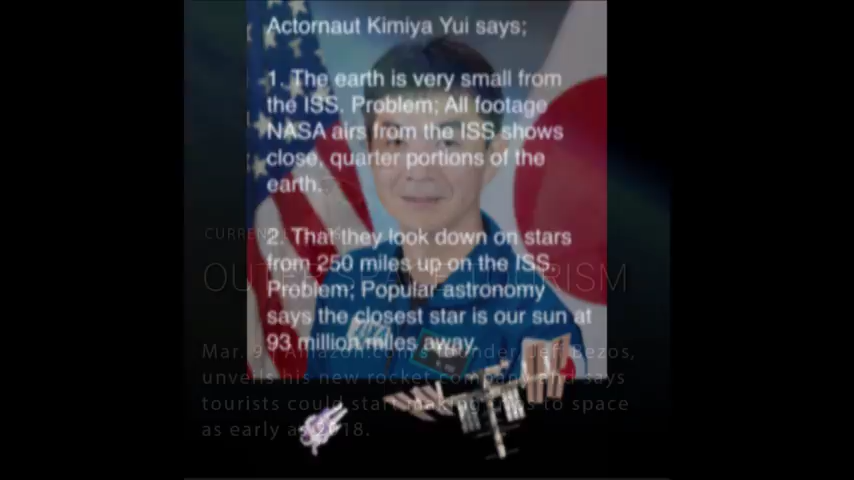 Actornaut Kimiya Yui says;
1. The earth is very small from
the ISS. Problem; All footage
NASA airs from the ISS shows
close, quarter portions of the
earth.
2. That they look down on stars
from 250 miles up on the ISS.
Problem; Popular astronomy
says the closest star is our sun at
93 million miles away.
OUTER SPACE TOURISM
Mar. 9 | Amazon.com's founder, Jeff Bezos,
unveils his new rocket company and says
tourists could start making trips to space
as early as 2018.